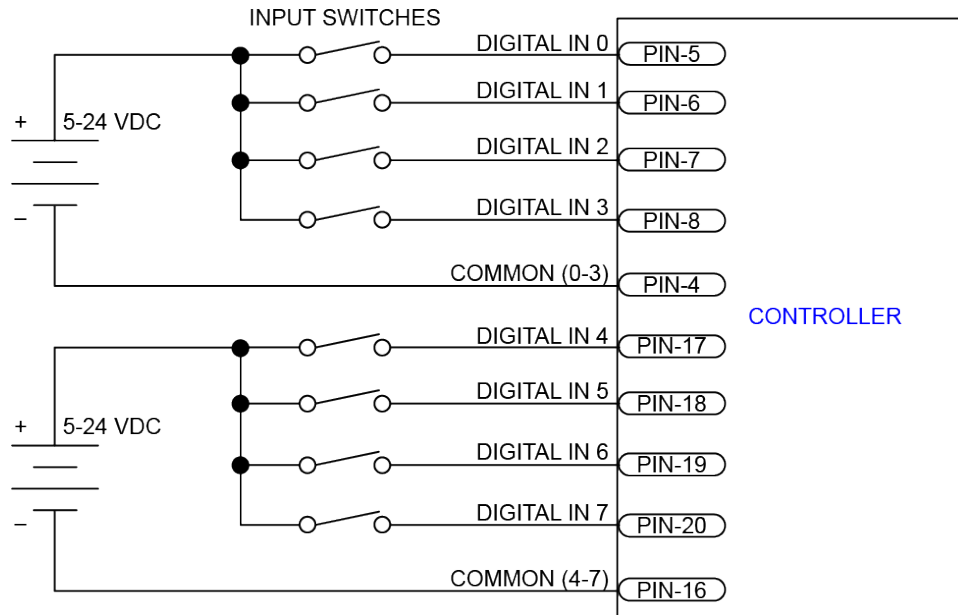 INPUT SWITCHES
DIGITAL IN 0
PIN-5
+
5-24 VDC
DIGITAL IN 1
PIN-6
DIGITAL IN 2
PIN-7
–
DIGITAL IN 3
PIN-8
COMMON (0-3)
PIN-4
CONTROLLER
DIGITAL IN 4
PIN-17
DIGITAL IN 5
PIN-18
+
5-24 VDC
DIGITAL IN 6
PIN-19
–
DIGITAL IN 7
PIN-20
COMMON (4-7)
PIN-16